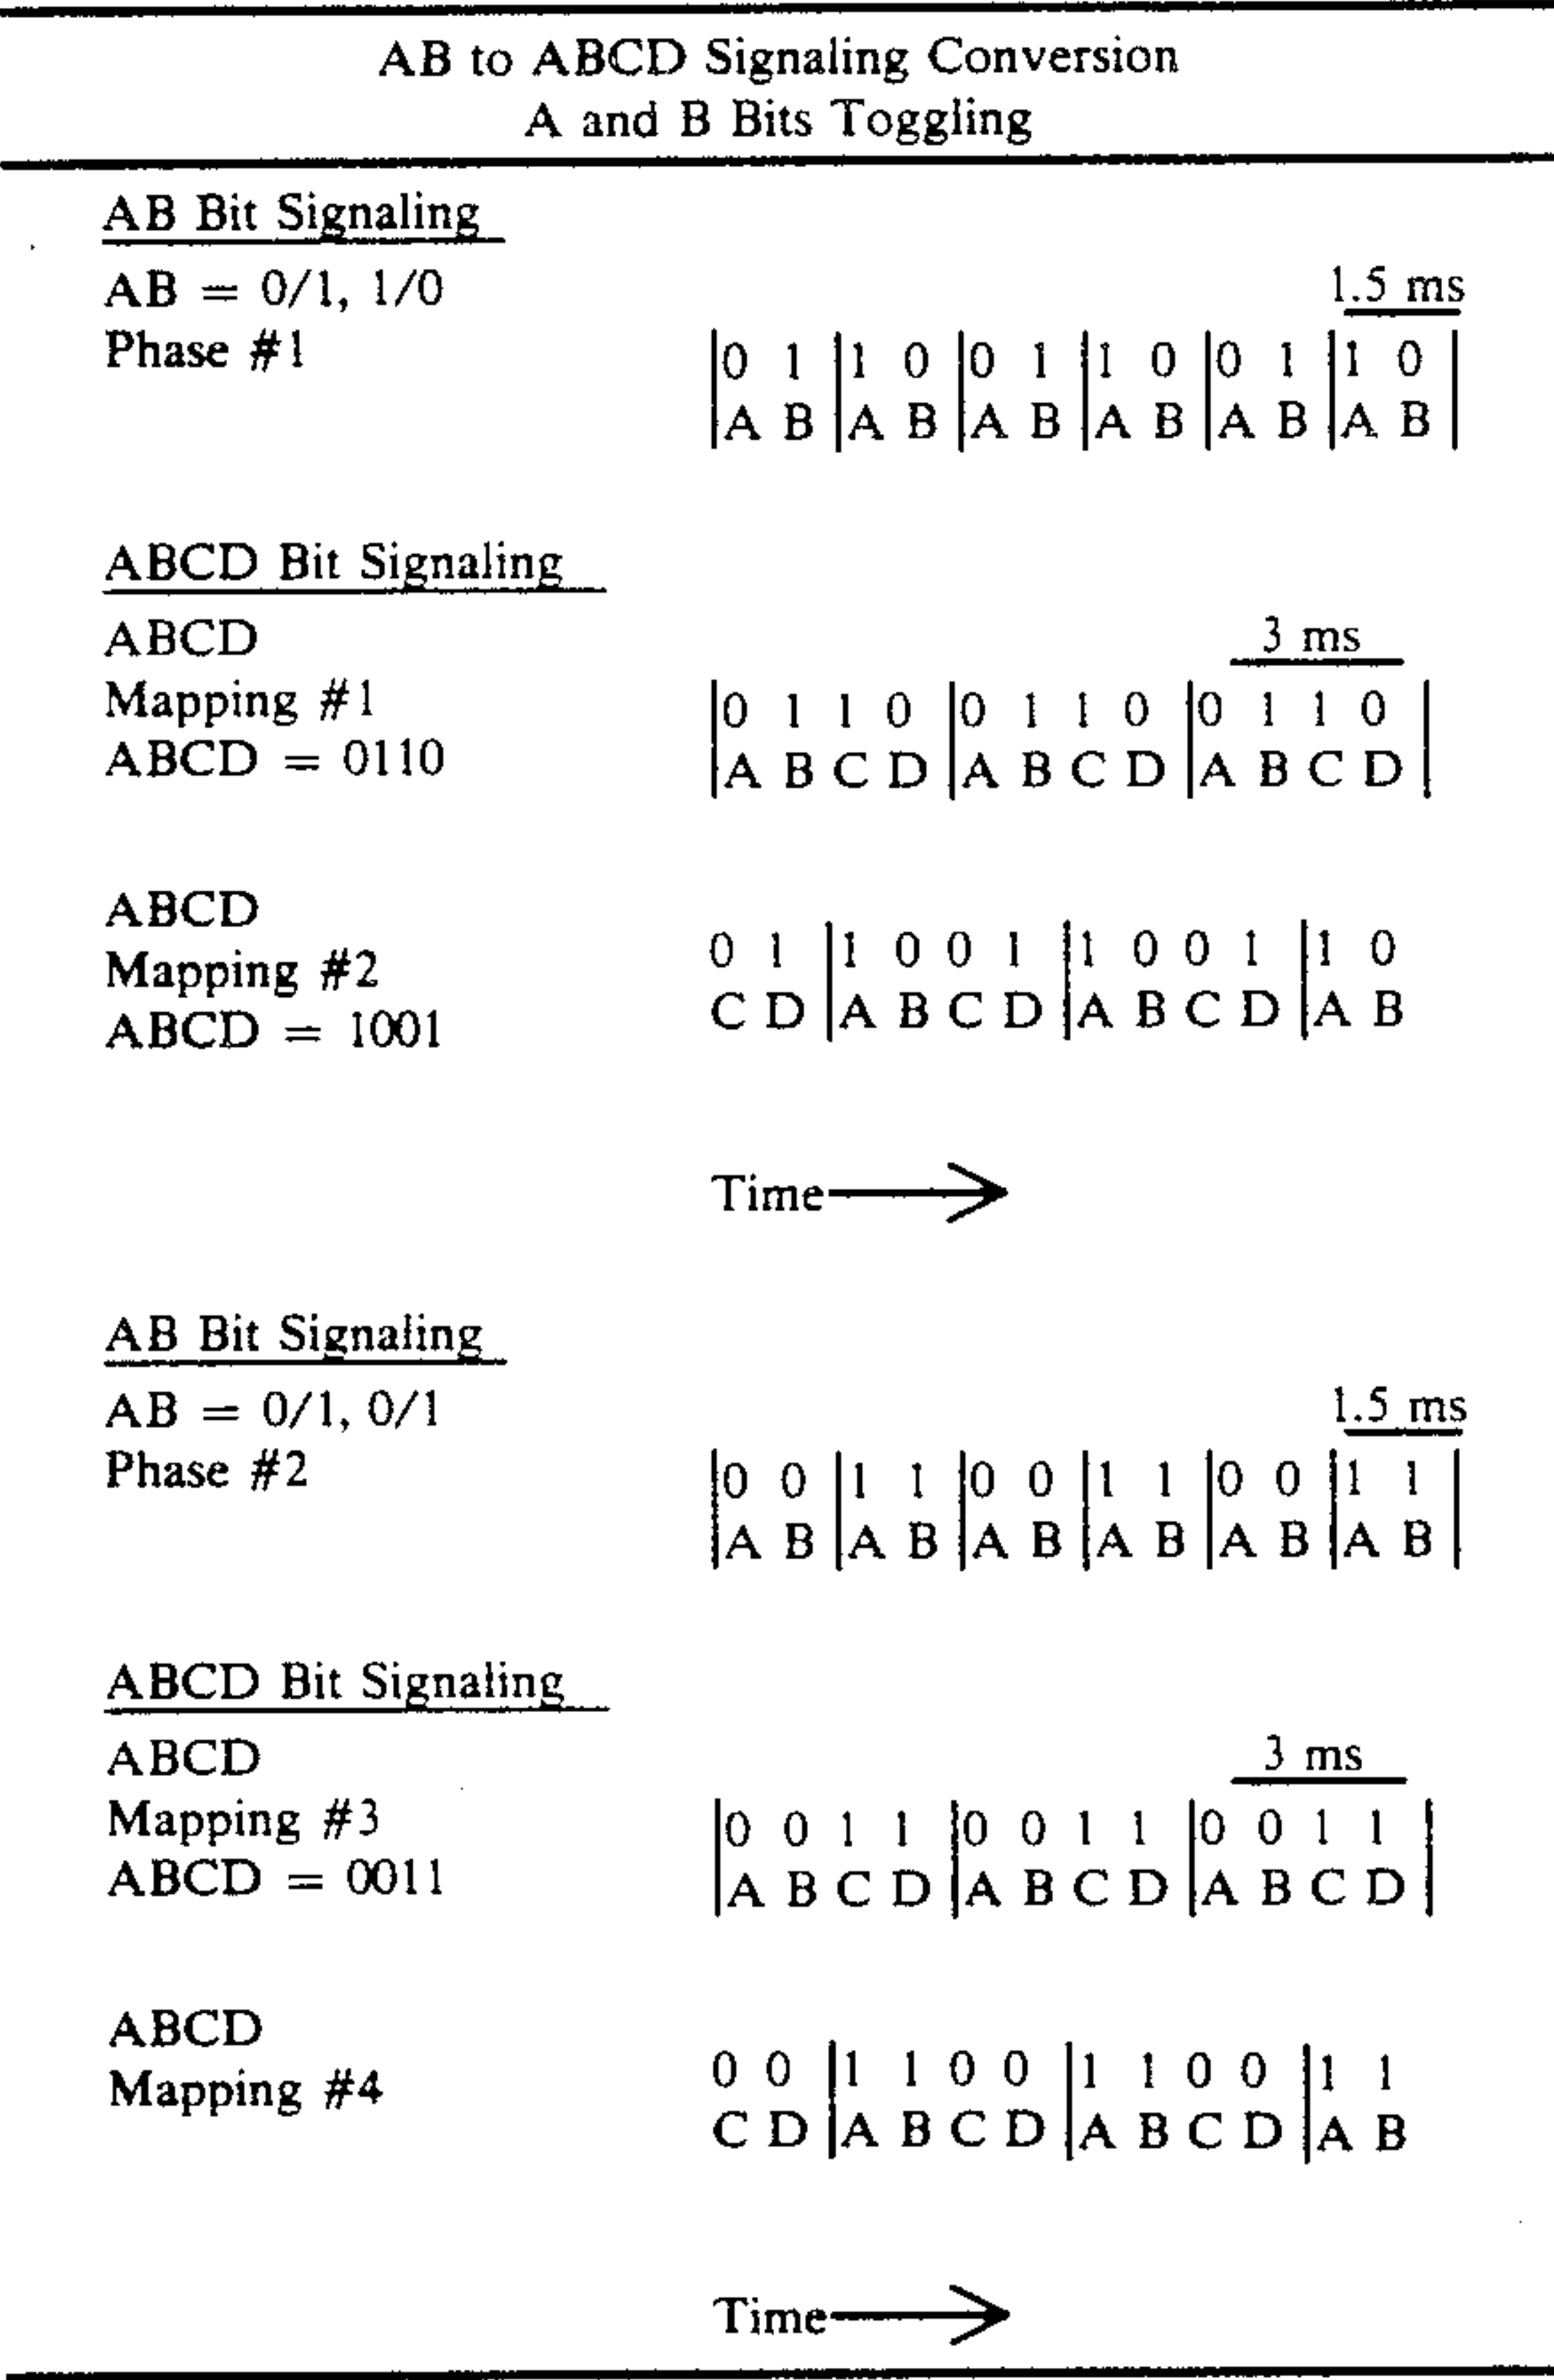 AB to ABCD Signaling Conversion
A and B Bits Toggling
AB Bit Signaling
AB = 0/1, 1/0
1.5 ms
Phase #1
|0 1|1 0|0 1|1 0|0 1|1 0|
|A B|A B|A B|A B|A B|A B|
ABCD Bit Signaling
ABCD
3 ms
Mapping #1
|0 1 1 0|0 1 1 0|0 1 1 0|
ABCD = 0110
|A B C D|A B C D|A B C D|
ABCD
Mapping #2
0 1|1 0 0 1|1 0 0 1|1 0
C D|A B C D|A B C D|A B
ABCD = 1001
Time
AB Bit Signaling
AB = 0/1, 0/1
1.5 ms
Phase #2
|0 0|1 1|0 0|1 1|0 0|1 1|
|A B|A B|A B|A B|A B|A B|
ABCD Bit Signaling
ABCD
3 ms
Mapping #3
|0 0 1 1|0 0 1 1|0 0 1 1|
ABCD = 0011
|A B C D|A B C D|A B C D|
ABCD
Mapping #4
0 0|1 1 0 0|1 1 0 0|1 1
C D|A B C D|A B C D|A B
Time